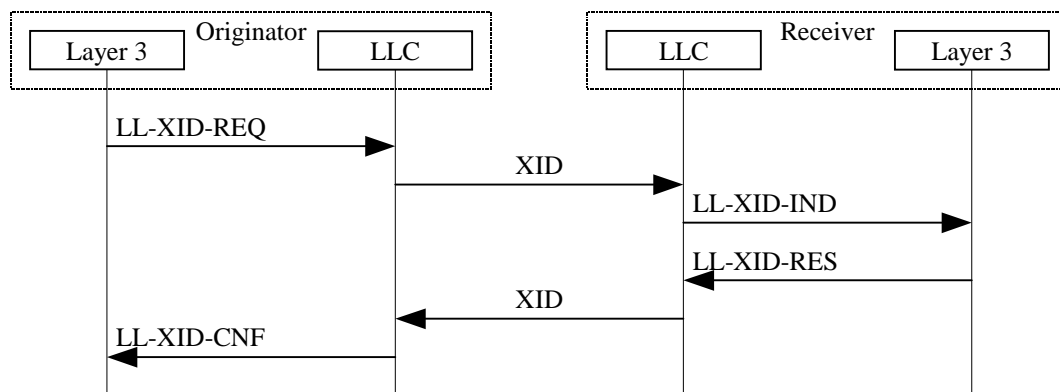 Originator
Receiver
Layer 3
LLC
LLC
Layer 3
LL-XID-REQ
XID
LL-XID-IND
LL-XID-RES
XID
LL-XID-CNF